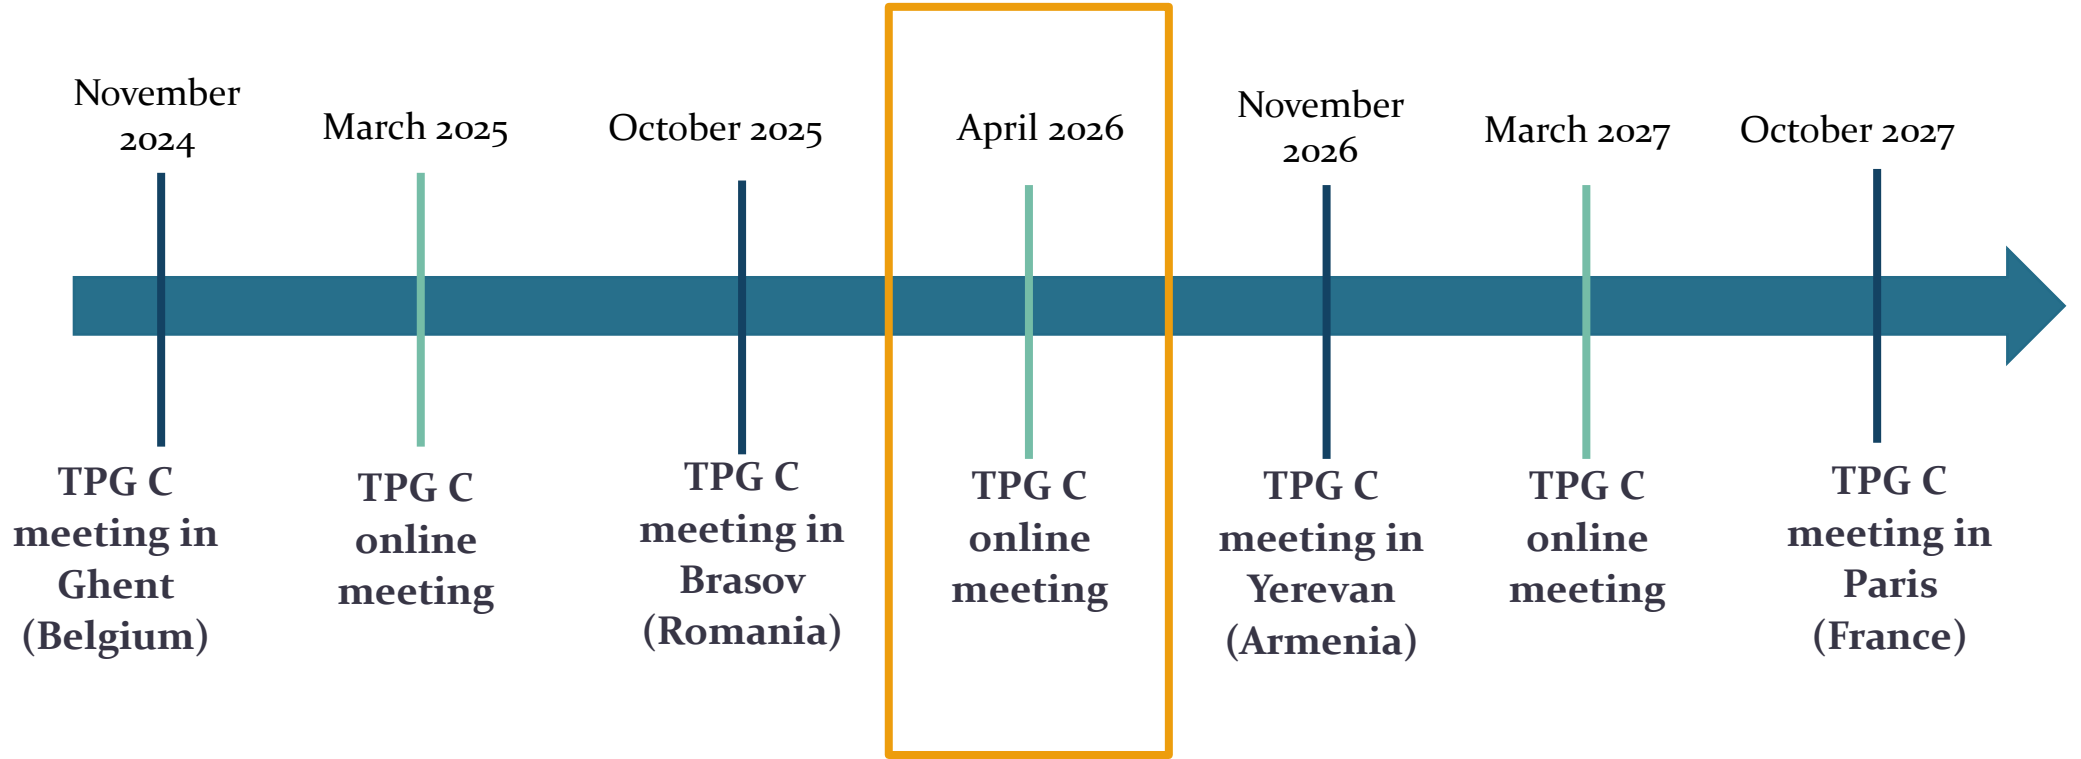 November
2024
March 2025
October 2025
April 2026
November
2026
March 2027
October 2027
TPG C
meeting in
Ghent
(Belgium)
TPG C
online
meeting
TPG C
meeting in
Brasov
(Romania)
TPG C
online
meeting
TPG C
meeting in
Yerevan
(Armenia)
TPG C
online
meeting
TPG C
meeting in
Paris
(France)